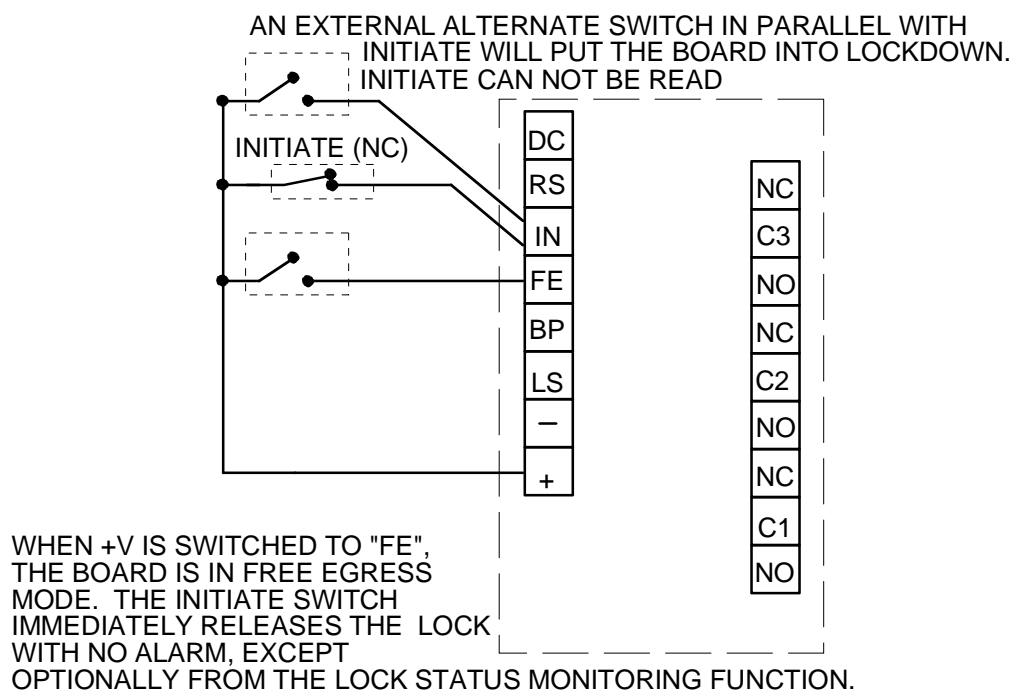 AN EXTERNAL ALTERNATE SWITCH IN PARALLEL WITH
INITIATE WILL PUT THE BOARD INTO LOCKDOWN.
INITIATE CAN NOT BE READ
INITIATE (NC)
DC
RS
IN
FE
BP
LS
–
+
NC
C3
NO
NC
C2
NO
NC
C1
NO
WHEN +V IS SWITCHED TO "FE",
THE BOARD IS IN FREE EGRESS
MODE. THE INITIATE SWITCH
IMMEDIATELY RELEASES THE LOCK
WITH NO ALARM, EXCEPT
OPTIONALLY FROM THE LOCK STATUS MONITORING FUNCTION.